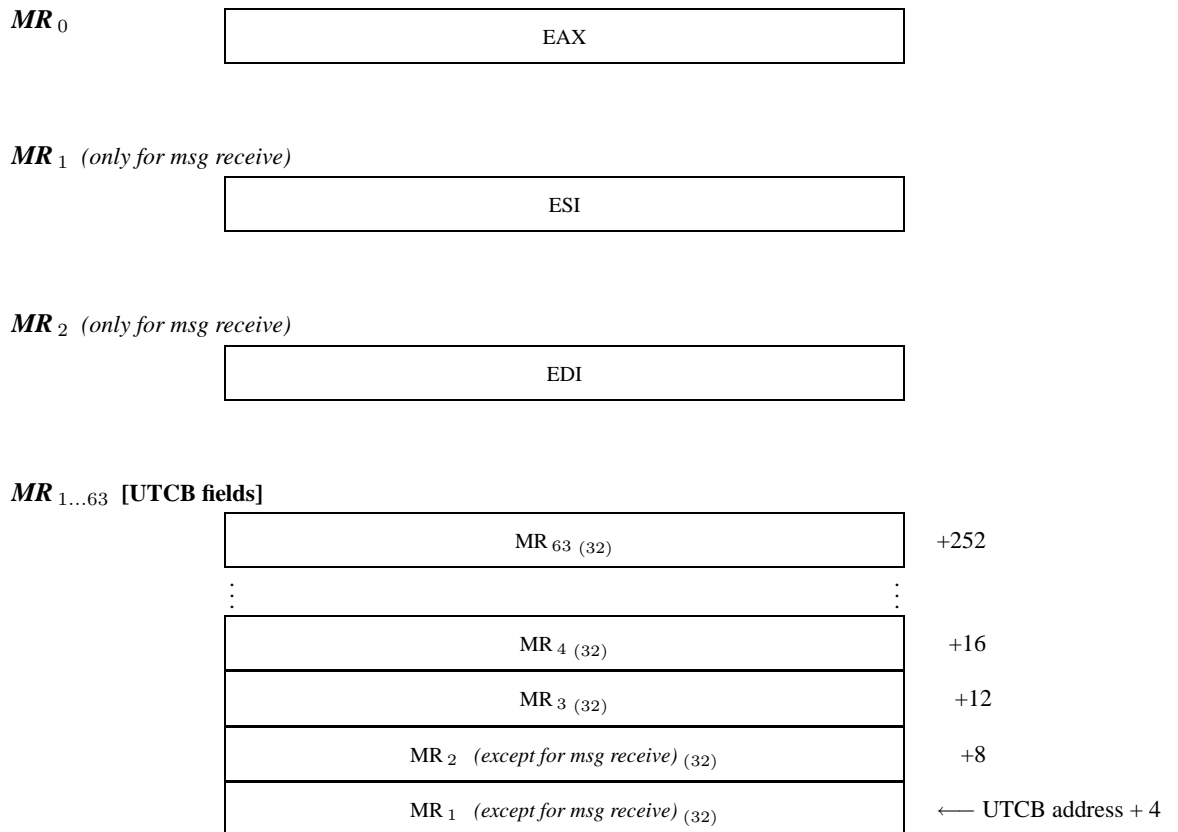 MR 0
EAX
MR 1 (only for msg receive)
ESI
MR 2 (only for msg receive)
EDI
MR 1...63 [UTCB fields]
MR 63 (32) +252
MR 4 (32) +16
MR 3 (32) +12
MR 2 (except for msg receive) (32) +8
MR 1 (except for msg receive) (32) ←— UTCB address + 4